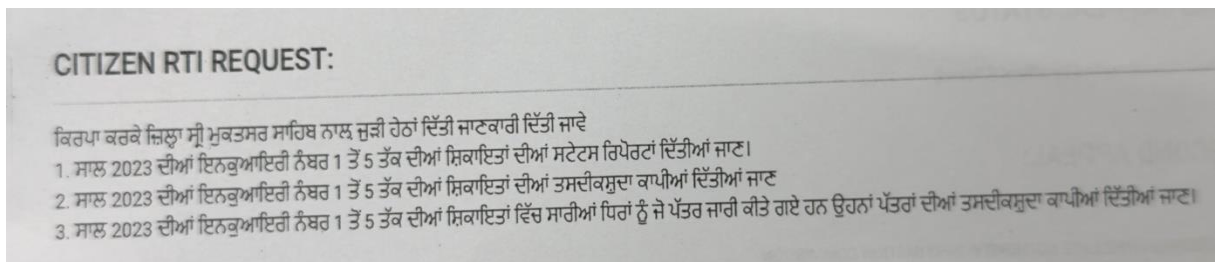 CITIZEN RTI REQUEST:
ਕਿਰਪਾ ਕਰਕੇ ਜ਼ਿਲ੍ਹਾ ਸ੍ਰੀ ਮੁਕਤਸਰ ਸਾਹਿਬ ਨਾਲ ਜੁੜੀ ਹੇਠਾਂ ਦਿੱਤੀ ਜਾਣਕਾਰੀ ਦਿੱਤੀ ਜਾਵੇ
1. ਸਾਲ 2023 ਦੀਆਂ ਇਨਕੁਆਇਰੀ ਨੰਬਰ 1 ਤੋਂ 5 ਤੱਕ ਦੀਆਂ ਸ਼ਿਕਾਇਤਾਂ ਦੀਆਂ ਸਟੇਟਸ ਰਿਪੋਰਟਾਂ ਦਿੱਤੀਆਂ ਜਾਣ।
2. ਸਾਲ 2023 ਦੀਆਂ ਇਨਕੁਆਇਰੀ ਨੰਬਰ 1 ਤੋਂ 5 ਤੱਕ ਦੀਆਂ ਸ਼ਿਕਾਇਤਾਂ ਦੀਆਂ ਤਸਦੀਕਸ਼ੁਦਾ ਕਾਪੀਆਂ ਦਿੱਤੀਆਂ ਜਾਣ
3. ਸਾਲ 2023 ਦੀਆਂ ਇਨਕੁਆਇਰੀ ਨੰਬਰ 1 ਤੋਂ 5 ਤੱਕ ਦੀਆਂ ਸ਼ਿਕਾਇਤਾਂ ਵਿੱਚ ਸਾਰੀਆਂ ਧਿਰਾਂ ਨੂੰ ਜੋ ਪੱਤਰ ਜਾਰੀ ਕੀਤੇ ਗਏ ਹਨ ਉਹਨਾਂ ਪੱਤਰਾਂ ਦੀਆਂ ਤਸਦੀਕਸ਼ੁਦਾ ਕਾਪੀਆਂ ਦਿੱਤੀਆਂ ਜਾਣ।